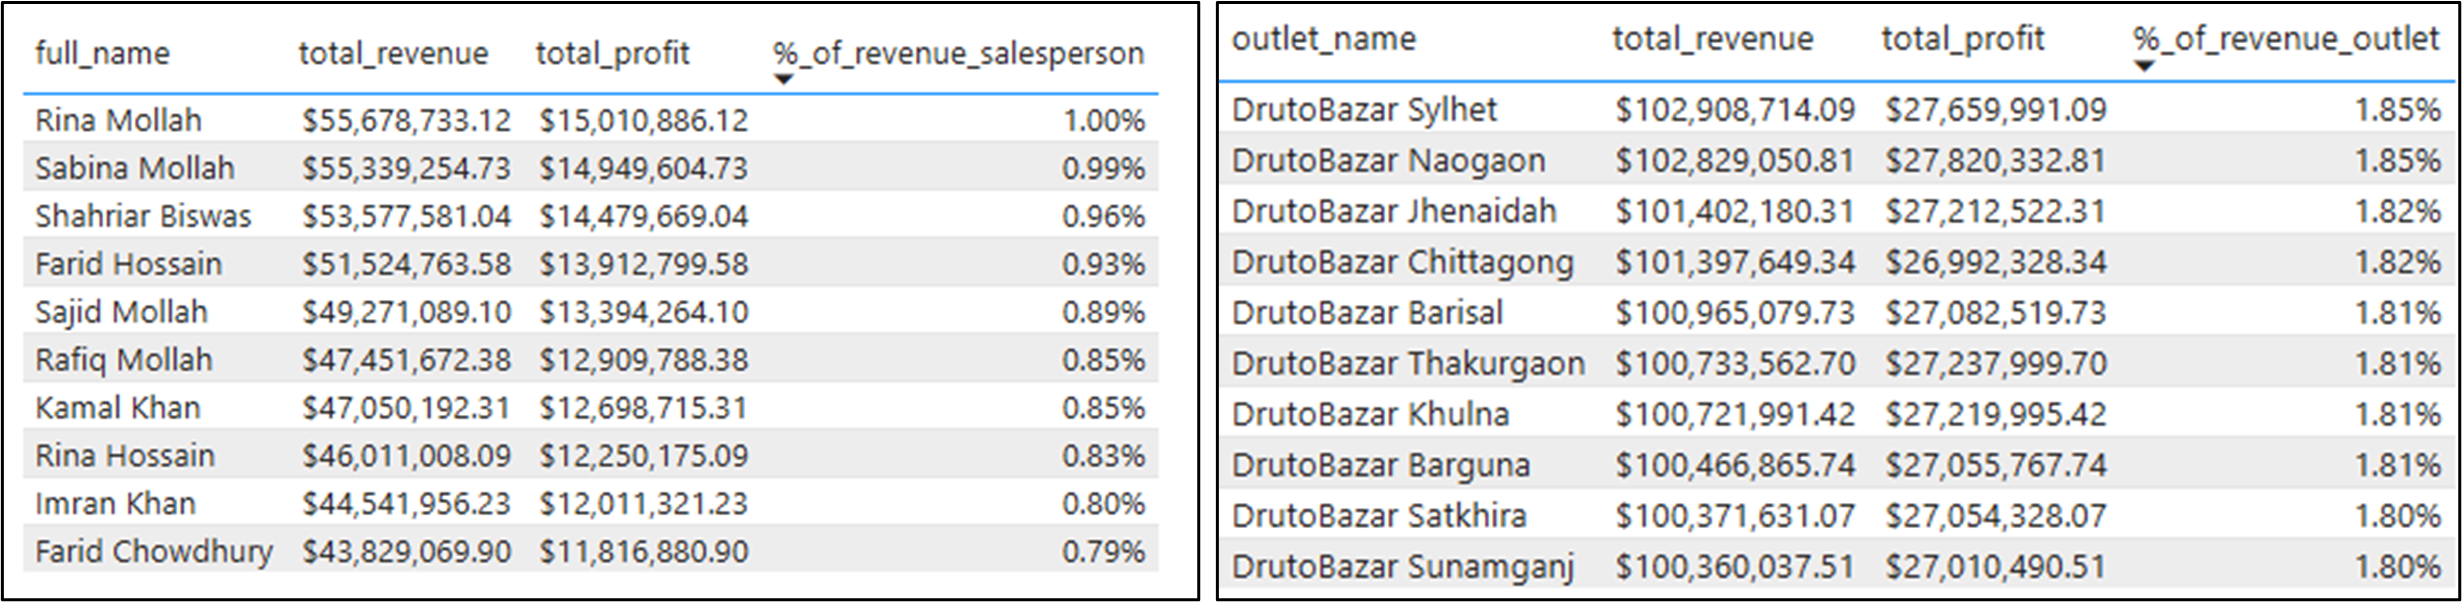 full_name total_revenue total_profit %_of_revenue_salesperson
Rina Mollah $55,678,733.12 $15,010,886.12 1.00%
Sabina Mollah $55,339,254.73 $14,949,604.73 0.99%
Shahriar Biswas $53,577,581.04 $14,479,669.04 0.96%
Farid Hossain $51,524,763.58 $13,912,799.58 0.93%
Sajid Mollah $49,271,089.10 $13,394,264.10 0.89%
Rafiq Mollah $47,451,672.38 $12,909,788.38 0.85%
Kamal Khan $47,050,192.31 $12,698,715.31 0.85%
Rina Hossain $46,011,008.09 $12,250,175.09 0.83%
Imran Khan $44,541,956.23 $12,011,321.23 0.80%
Farid Chowdhury $43,829,069.90 $11,816,880.90 0.79%
outlet_name total_revenue total_profit %_of_revenue_outlet
DrutoBazar Sylhet $102,908,714.09 $27,659,991.09 1.85%
DrutoBazar Naogaon $102,829,050.81 $27,820,332.81 1.85%
DrutoBazar Jhenaidah $101,402,180.31 $27,212,522.31 1.82%
DrutoBazar Chittagong $101,397,649.34 $26,992,328.34 1.82%
DrutoBazar Barisal $100,965,079.73 $27,082,519.73 1.81%
DrutoBazar Thakurgaon $100,733,562.70 $27,237,999.70 1.81%
DrutoBazar Khulna $100,721,991.42 $27,219,995.42 1.81%
DrutoBazar Barguna $100,466,865.74 $27,055,767.74 1.81%
DrutoBazar Satkhira $100,371,631.07 $27,054,328.07 1.80%
DrutoBazar Sunamganj $100,360,037.51 $27,010,490.51 1.80%